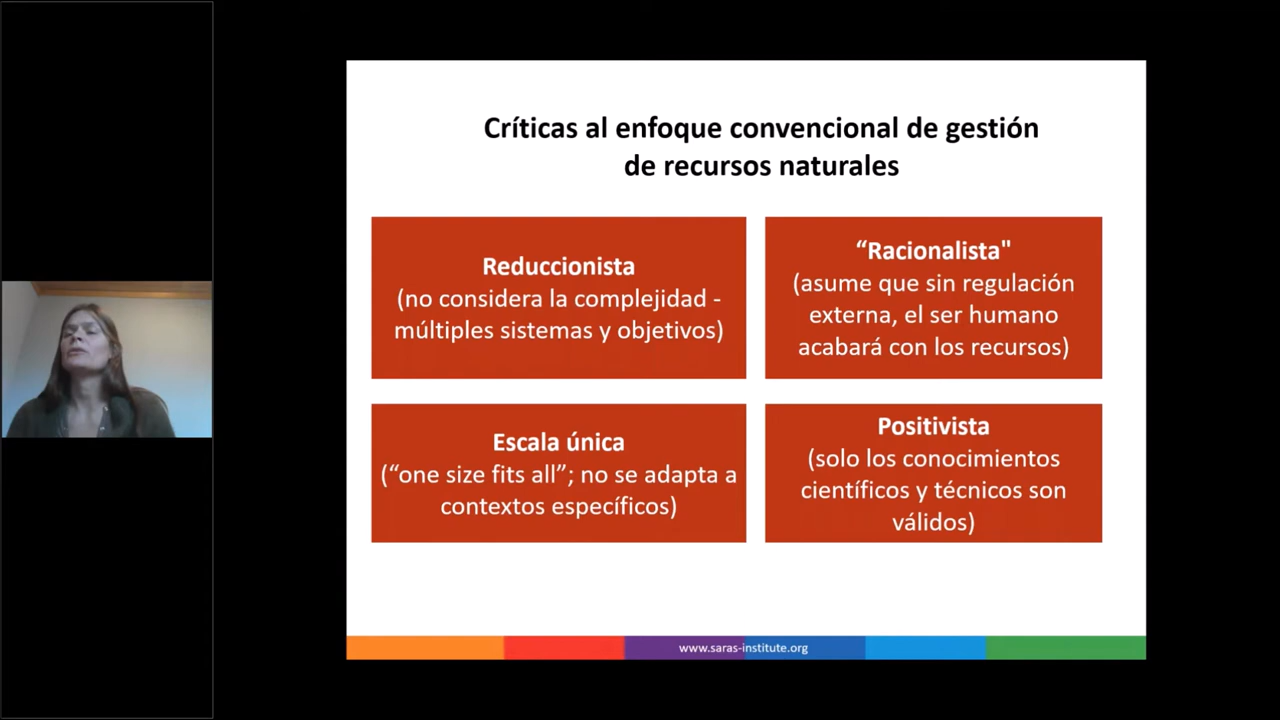 Críticas al enfoque convencional de gestión
de recursos naturales
Reduccionista
(no considera la complejidad -
múltiples sistemas y objetivos)
“Racionalista"
(asume que sin regulación
externa, el ser humano
acabará con los recursos)
Escala única
(“one size fits all”; no se adapta a
contextos específicos)
Positivista
(solo los conocimientos
científicos y técnicos son
válidos)
www.saras-institute.org